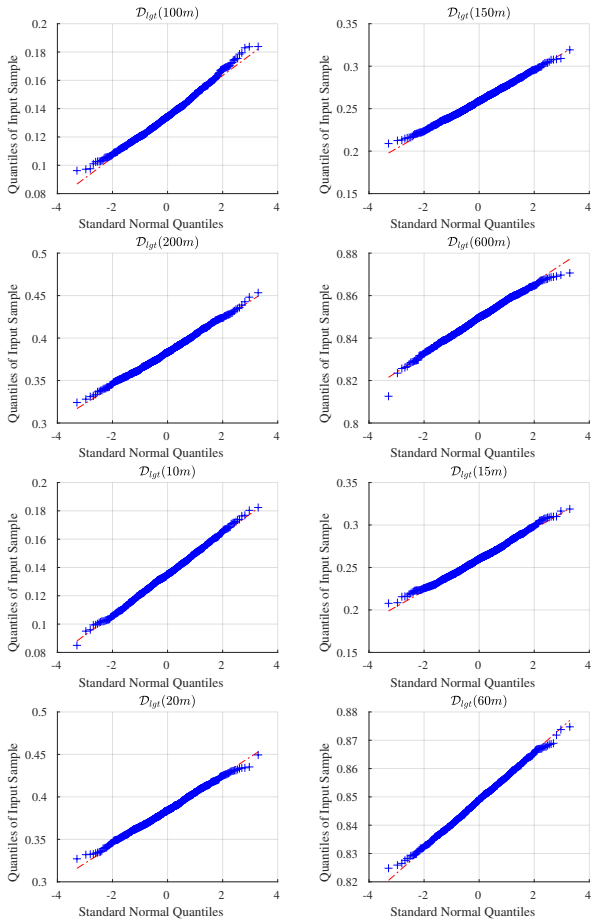 𝒟lgt(100m)
0.2
0.18
0.16
0.14
0.12
0.1
0.08
Quantiles of Input Sample
-4 -2 0 2 4
Standard Normal Quantiles
𝒟lgt(150m)
0.35
0.3
0.25
0.2
0.15
Quantiles of Input Sample
-4 -2 0 2 4
Standard Normal Quantiles
𝒟lgt(200m)
0.5
0.45
0.4
0.35
0.3
Quantiles of Input Sample
-4 -2 0 2 4
Standard Normal Quantiles
𝒟lgt(600m)
0.88
0.86
0.84
0.82
0.8
Quantiles of Input Sample
-4 -2 0 2 4
Standard Normal Quantiles
𝒟lgt(10m)
0.2
0.18
0.16
0.14
0.12
0.1
0.08
Quantiles of Input Sample
-4 -2 0 2 4
Standard Normal Quantiles
𝒟lgt(15m)
0.35
0.3
0.25
0.2
0.15
Quantiles of Input Sample
-4 -2 0 2 4
Standard Normal Quantiles
𝒟lgt(20m)
0.5
0.45
0.4
0.35
0.3
Quantiles of Input Sample
-4 -2 0 2 4
Standard Normal Quantiles
𝒟lgt(60m)
0.88
0.87
0.86
0.85
0.84
0.83
0.82
Quantiles of Input Sample
-4 -2 0 2 4
Standard Normal Quantiles